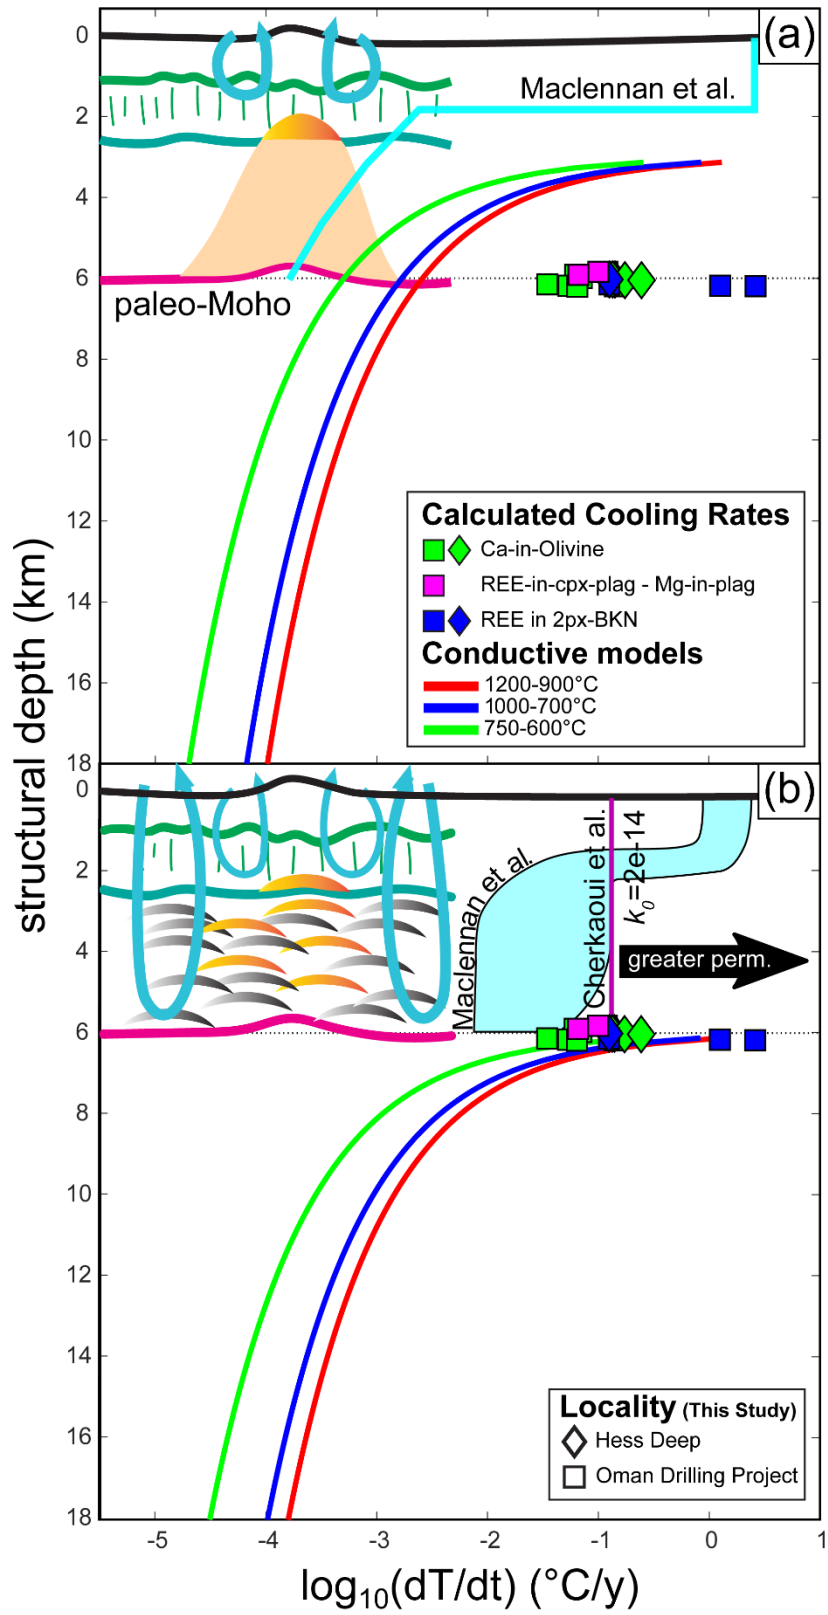 (a)
0
2
4
6
8
10
12
14
16
18
Maclennan et al.
paleo-Moho
Calculated Cooling Rates
Ca-in-Olivine
REE-in-cpx-plag - Mg-in-plag
REE in 2px-BKN
Conductive models
1200-900°C
1000-700°C
750-600°C
structural depth (km)
(b)
0
2
4
6
8
10
12
14
16
18
Maclennan et al.
Cherkaoui et al.
k₀=2e-14
greater perm.
Locality (This Study)
Hess Deep
Oman Drilling Project
-5 -4 -3 -2 -1 0 1
log₁₀(dT/dt) (°C/y)